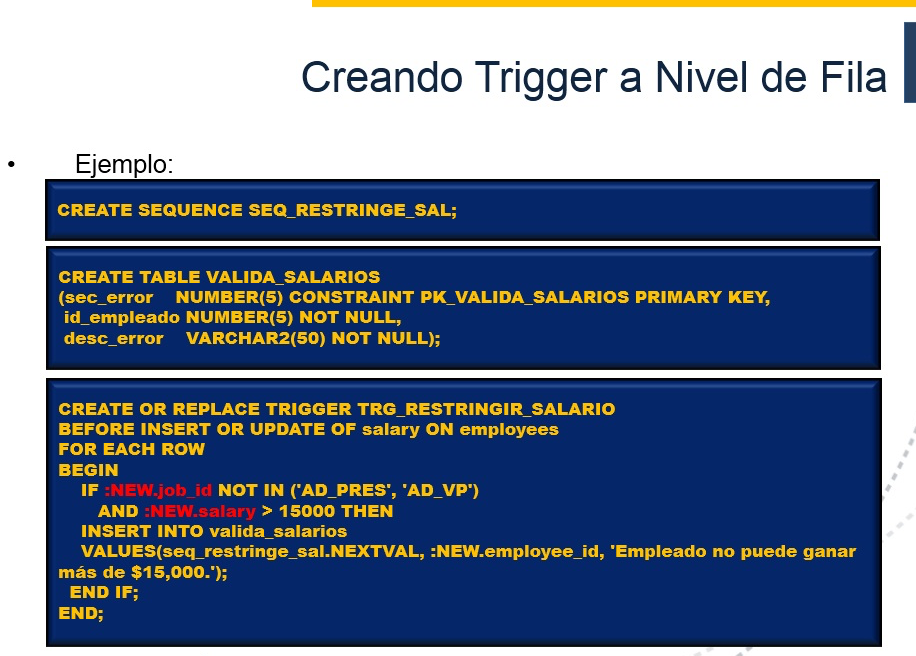 Creando Trigger a Nivel de Fila
• Ejemplo:
CREATE SEQUENCE SEQ_RESTRINGE_SAL;
CREATE TABLE VALIDA_SALARIOS
(sec_error NUMBER(5) CONSTRAINT PK_VALIDA_SALARIOS PRIMARY KEY,
id_empleado NUMBER(5) NOT NULL,
desc_error VARCHAR2(50) NOT NULL);
CREATE OR REPLACE TRIGGER TRG_RESTRINGIR_SALARIO
BEFORE INSERT OR UPDATE OF salary ON employees
FOR EACH ROW
BEGIN
IF :NEW.job_id NOT IN ('AD_PRES', 'AD_VP')
AND :NEW.salary > 15000 THEN
INSERT INTO valida_salarios
VALUES(seq_restringe_sal.NEXTVAL, :NEW.employee_id, 'Empleado no puede ganar
más de $15,000.');
END IF;
END;